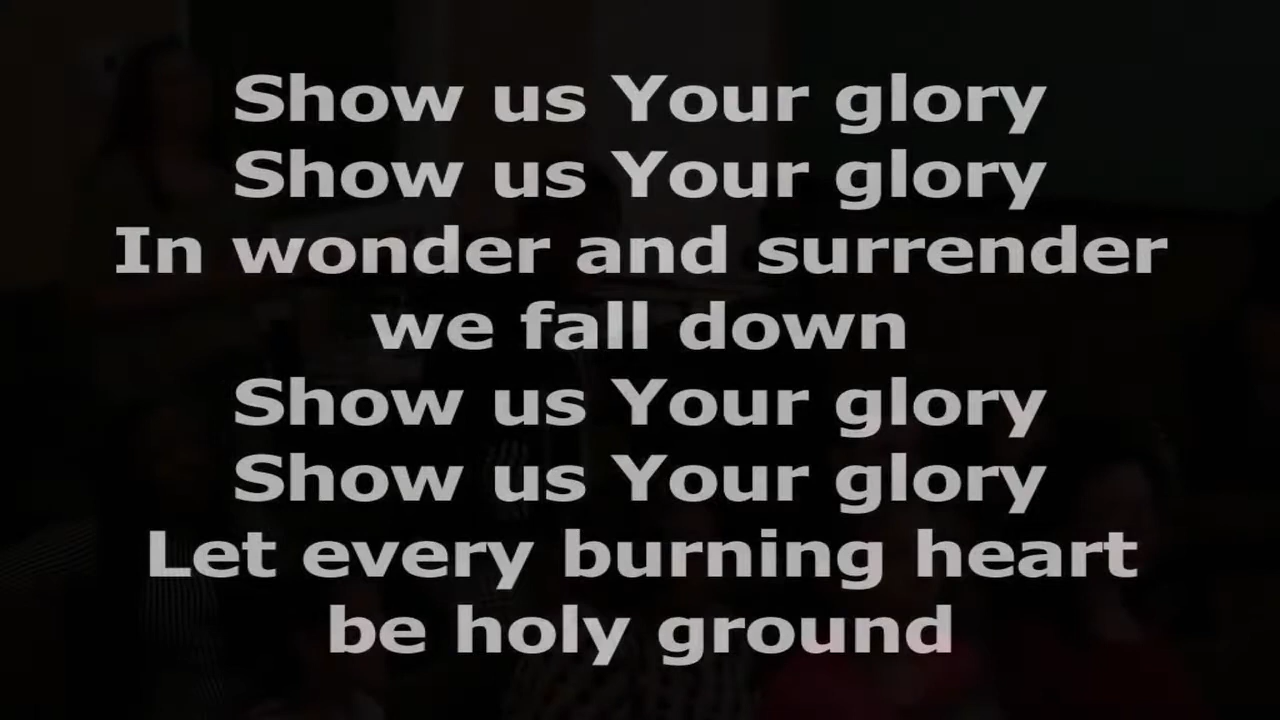 Show us Your glory
Show us Your glory
In wonder and surrender
we fall down
Show us Your glory
Show us Your glory
Let every burning heart
be holy ground